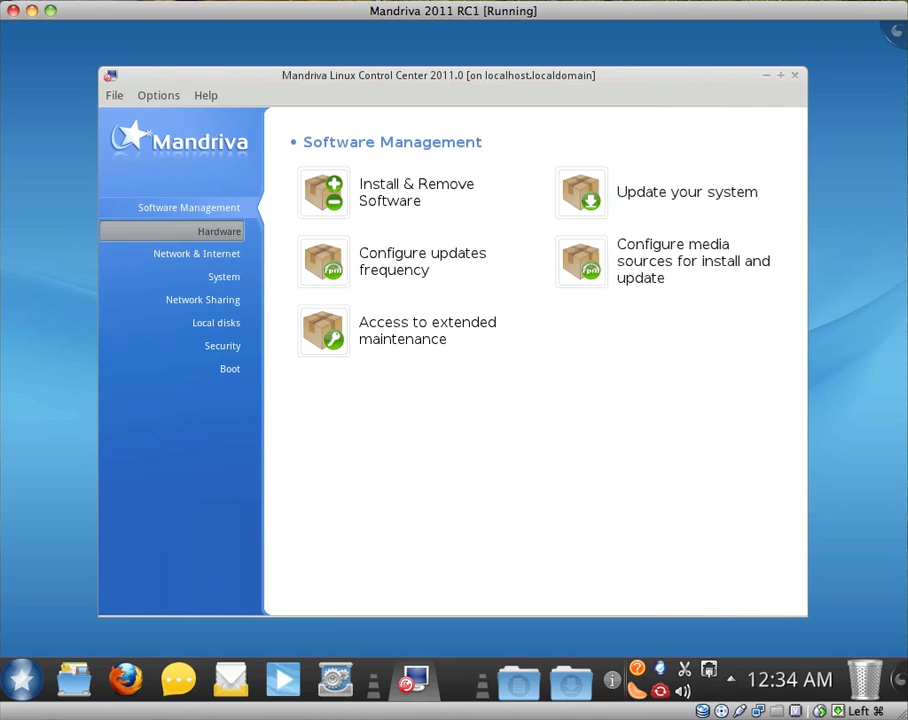 Mandriva 2011 RC1 [Running]
Mandriva Linux Control Center 2011.0 [on localhost.localdomain]
File Options Help
Mandriva
Software Management
Hardware
Network & Internet
System
Network Sharing
Local disks
Security
Boot
• Software Management
Install & Remove
Software
Update your system
Configure updates
frequency
Configure media
sources for install and
update
Access to extended
maintenance
rpm
rpm
12:34 AM
Left ⌘